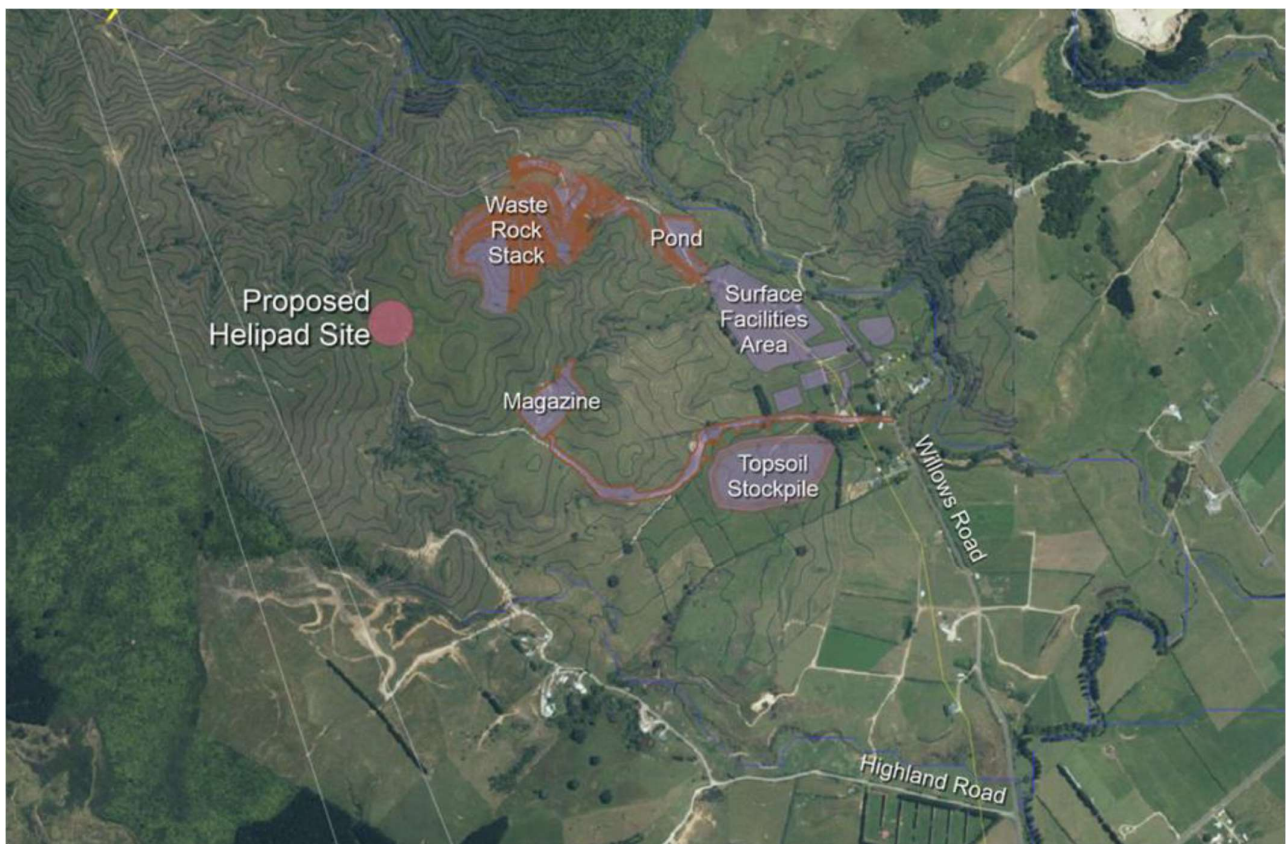 Waste
Rock
Stack
Pond
Proposed
Helipad Site
Surface
Facilities
Area
Magazine
Topsoil
Stockpile
Willows Road
Highland Road